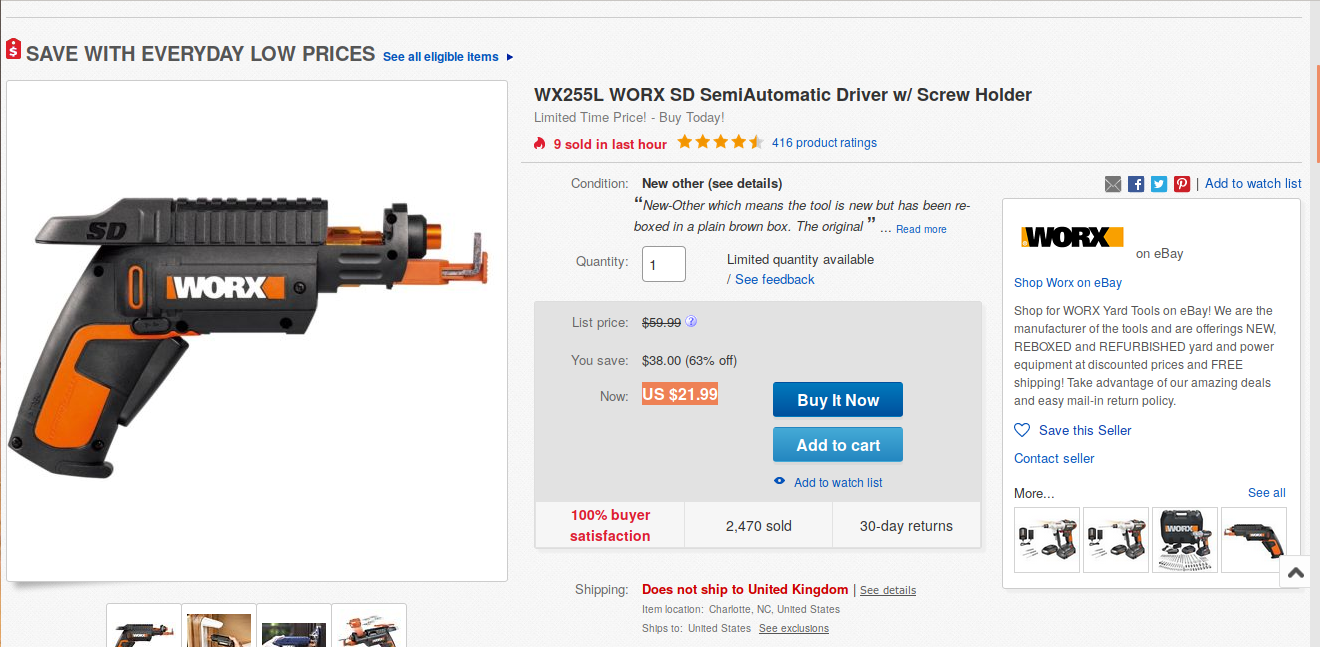 SAVE WITH EVERYDAY LOW PRICES See all eligible items
SD
WORX
WX255L WORX SD SemiAutomatic Driver w/ Screw Holder
Limited Time Price! - Buy Today!
9 sold in last hour 416 product ratings
Condition: New other (see details)
“New-Other which means the tool is new but has been re-
boxed in a plain brown box. The original ” ... Read more
Quantity: 1 Limited quantity available
/ See feedback
List price: $59.99 ?
You save: $38.00 (63% off)
Now: US $21.99
Buy It Now
Add to cart
Add to watch list
100% buyer
satisfaction
2,470 sold
30-day returns
Shipping: Does not ship to United Kingdom | See details
Item location: Charlotte, NC, United States
Ships to: United States See exclusions
| Add to watch list
WORX on eBay
Shop Worx on eBay
Shop for WORX Yard Tools on eBay! We are the
manufacturer of the tools and are offerings NEW,
REBOXED and REFURBISHED yard and power
equipment at discounted prices and FREE
shipping! Take advantage of our amazing deals
and easy mail-in return policy.
Save this Seller
Contact seller
More... See all
WORX
WORX
WORX